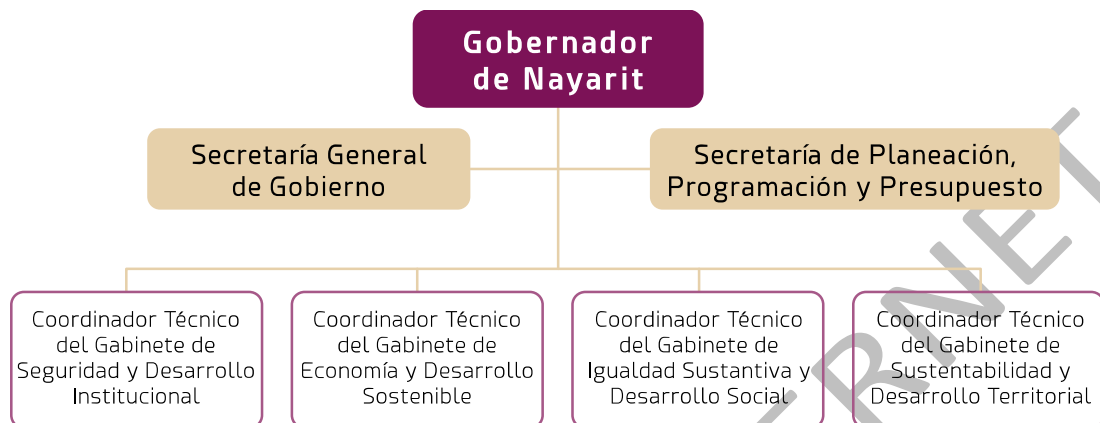 Gobernador
de Nayarit
Secretaría General
de Gobierno
Secretaría de Planeación,
Programación y Presupuesto
Coordinador Técnico
del Gabinete de
Seguridad y Desarrollo
Institucional
Coordinador Técnico
del Gabinete de
Economía y Desarrollo
Sostenible
Coordinador Técnico
del Gabinete de
Igualdad Sustantiva y
Desarrollo Social
Coordinador Técnico
del Gabinete de
Sustentabilidad y
Desarrollo Territorial